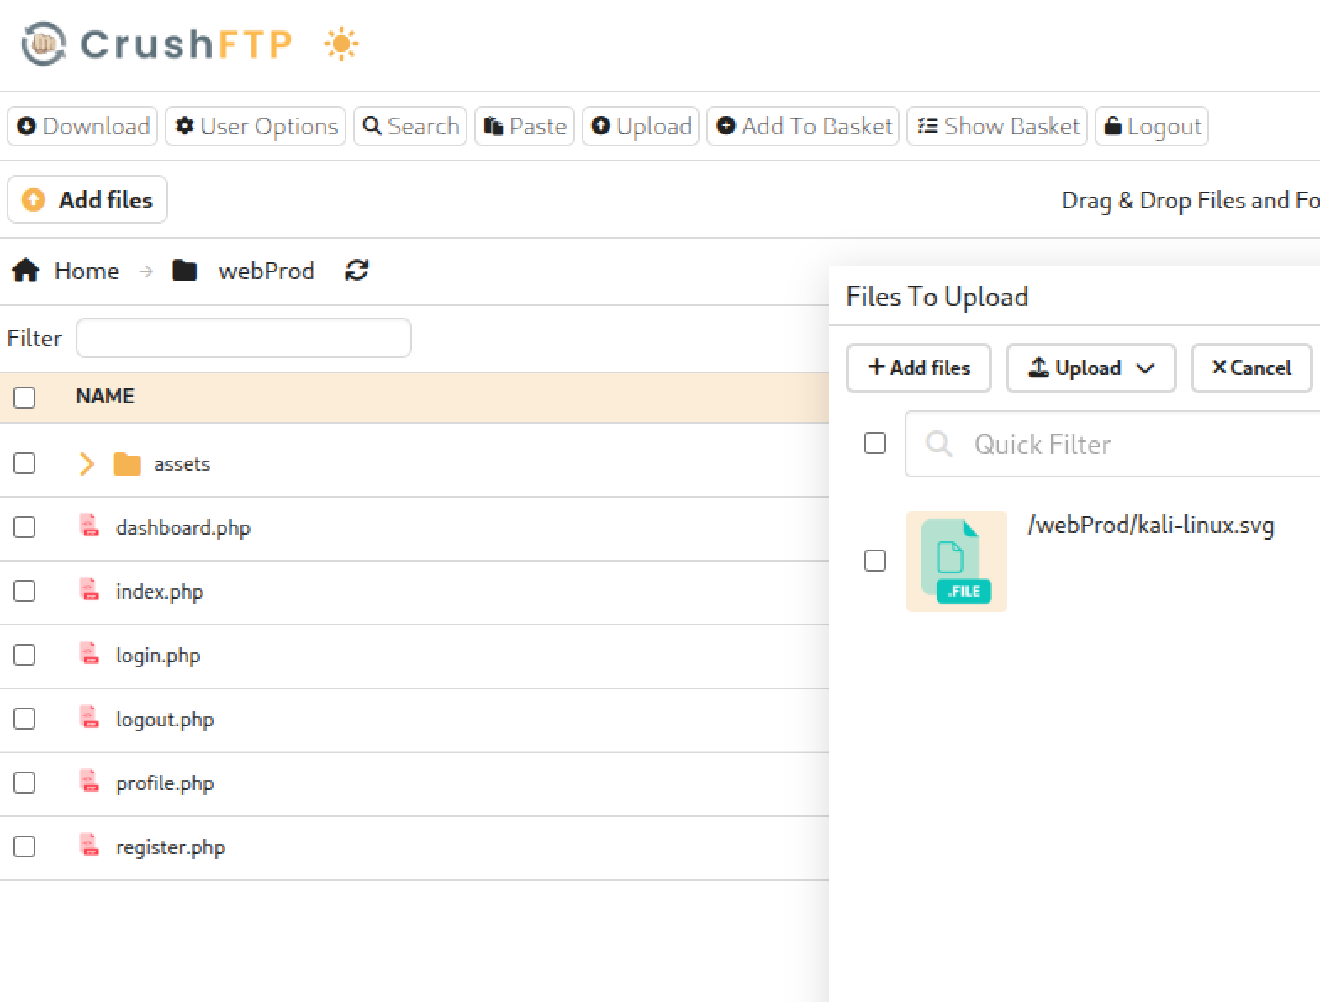 CrushFTP
Download User Options Search Paste Upload Add To Basket Show Basket Logout
Add files
Drag & Drop Files and Fo
Home webProd
Filter
NAME
assets
dashboard.php
index.php
login.php
logout.php
profile.php
register.php
Files To Upload
+Add files Upload ×Cancel
Quick Filter
/webProd/kali-linux.svg
.FILE